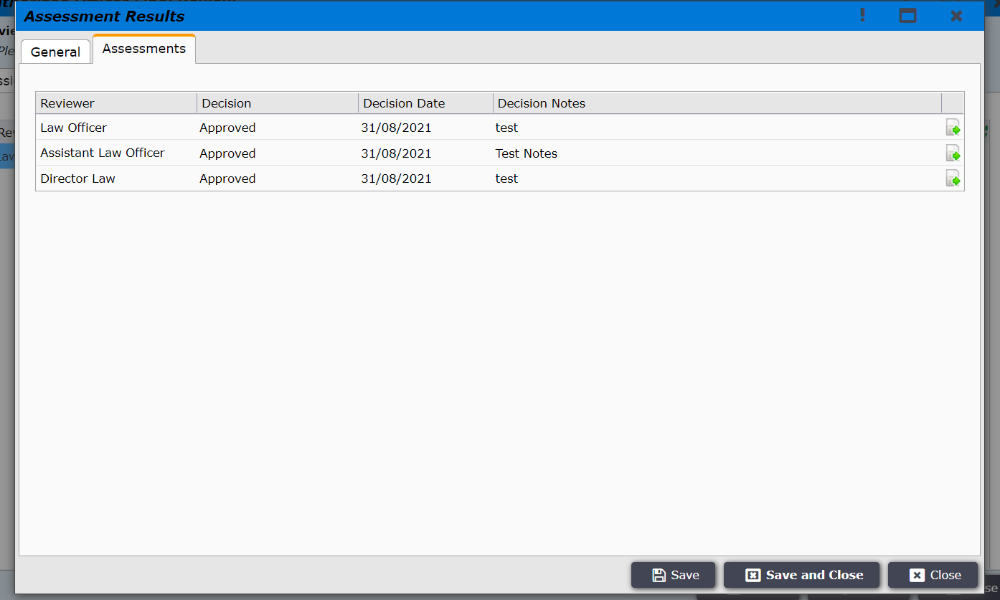 Assessment Results
General Assessments
Reviewer Decision Decision Date Decision Notes
Law Officer Approved 31/08/2021 test
Assistant Law Officer Approved 31/08/2021 Test Notes
Director Law Approved 31/08/2021 test
Save Save and Close Close